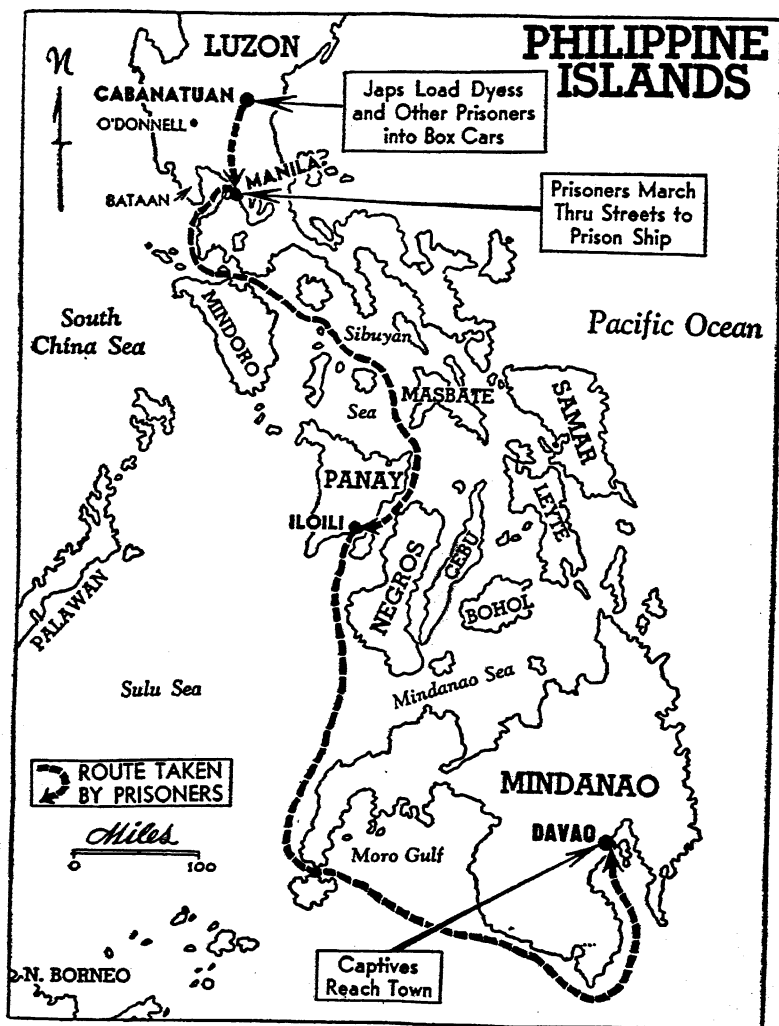 PHILIPPINE
ISLANDS
LUZON
N
CABANATUAN
O'DONNELL
Japs Load Dyess
and Other Prisoners
into Box Cars
MANILA
BATAAN
Prisoners March
Thru Streets to
Prison Ship
South
China Sea
MINDORO
Sibuyan
Sea
Pacific Ocean
MASBATE
SAMAR
PANAY
ILOILI
LEYTE
NEGROS
CEBU
BOHOL
PALAWAN
Sulu Sea
Mindanao Sea
ROUTE TAKEN
BY PRISONERS
Miles
0 100
MINDANAO
DAVAO
Moro Gulf
Captives
Reach Town
N. BORNEO